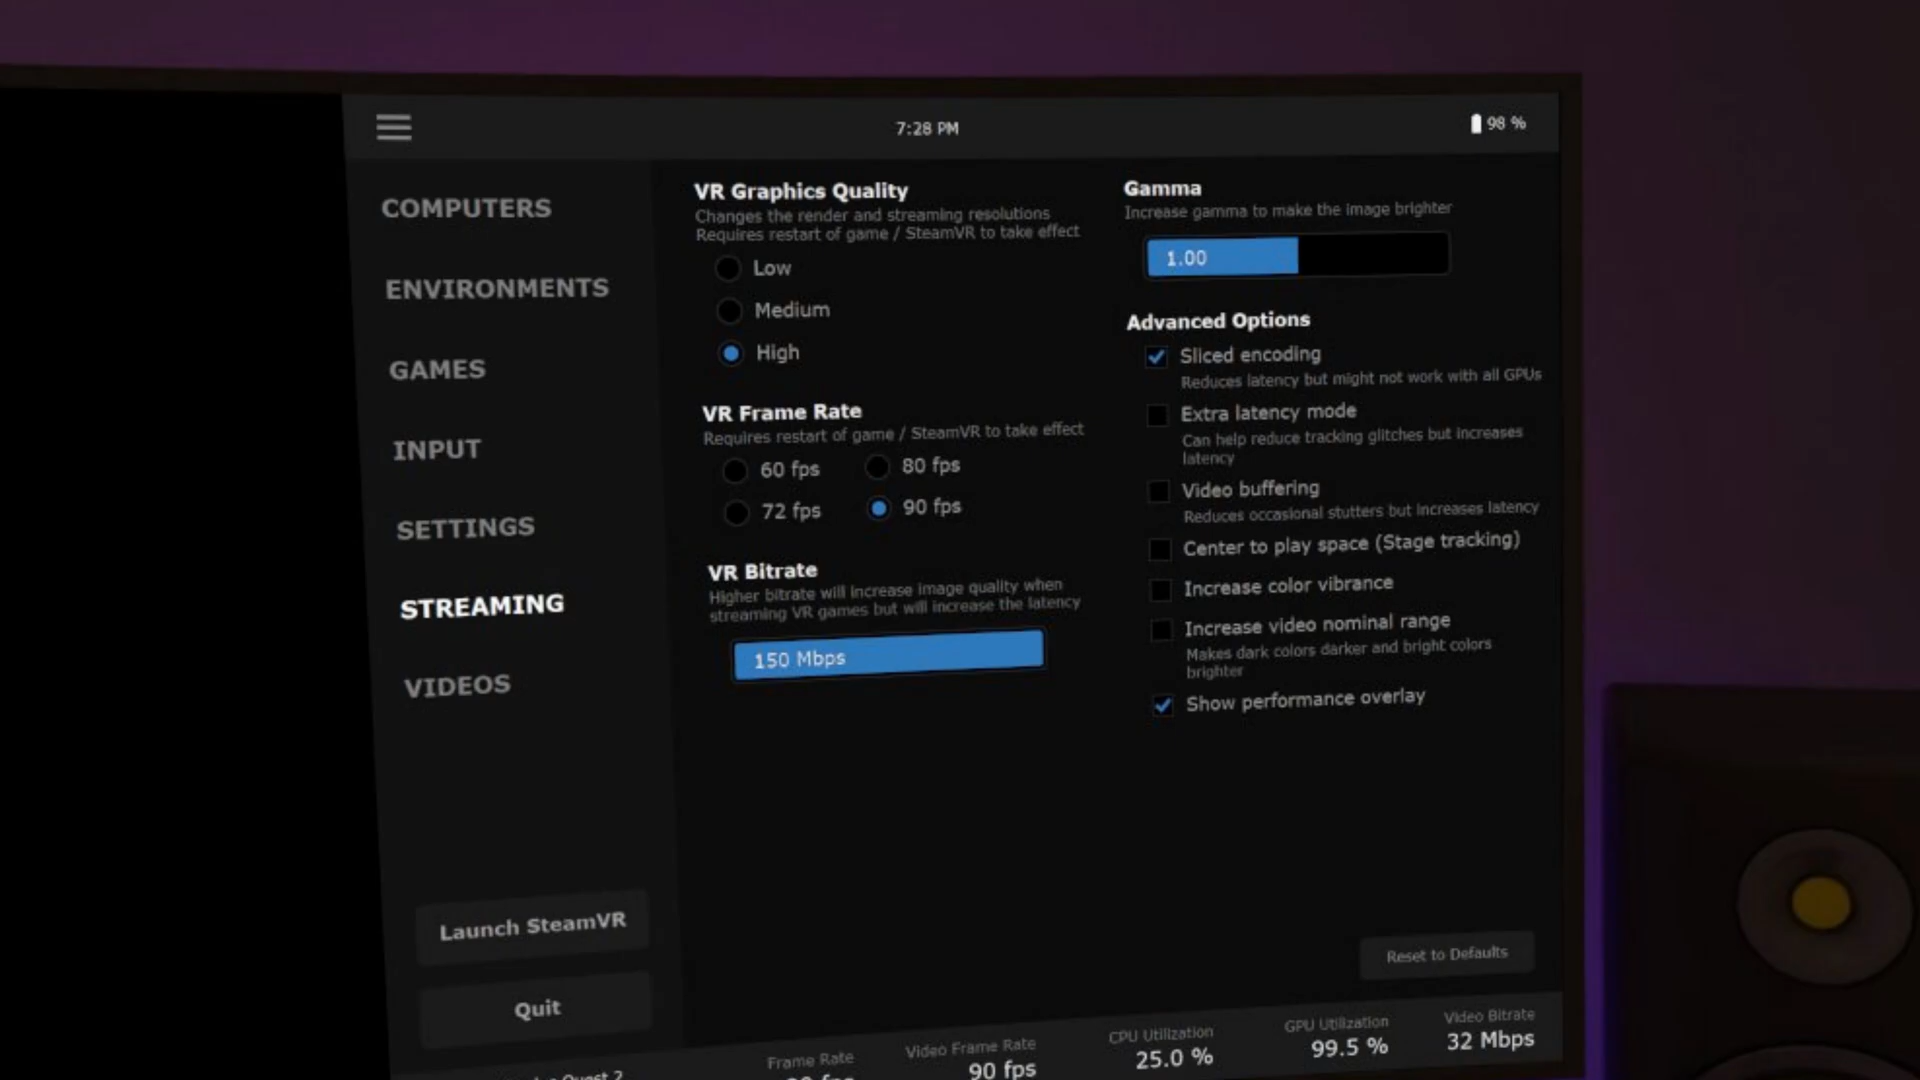 7:28 PM
98 %
COMPUTERS
ENVIRONMENTS
GAMES
INPUT
SETTINGS
STREAMING
VIDEOS
Launch SteamVR
Quit
VR Graphics Quality
Changes the render and streaming resolutions
Requires restart of game / SteamVR to take effect
Low
Medium
High
VR Frame Rate
Requires restart of game / SteamVR to take effect
60 fps
80 fps
72 fps
90 fps
VR Bitrate
Higher bitrate will increase image quality when
streaming VR games but will increase the latency
150 Mbps
Gamma
Increase gamma to make the image brighter
1.00
Advanced Options
Sliced encoding
Reduces latency but might not work with all GPUs
Extra latency mode
Can help reduce tracking glitches but increases
latency
Video buffering
Reduces occasional stutters but increases latency
Center to play space (Stage tracking)
Increase color vibrance
Increase video nominal range
Makes dark colors darker and bright colors
brighter
Show performance overlay
Reset to Defaults
Quest 2
Frame Rate
fps
Video Frame Rate
90 fps
CPU Utilization
25.0 %
GPU Utilization
99.5 %
Video Bitrate
32 Mbps